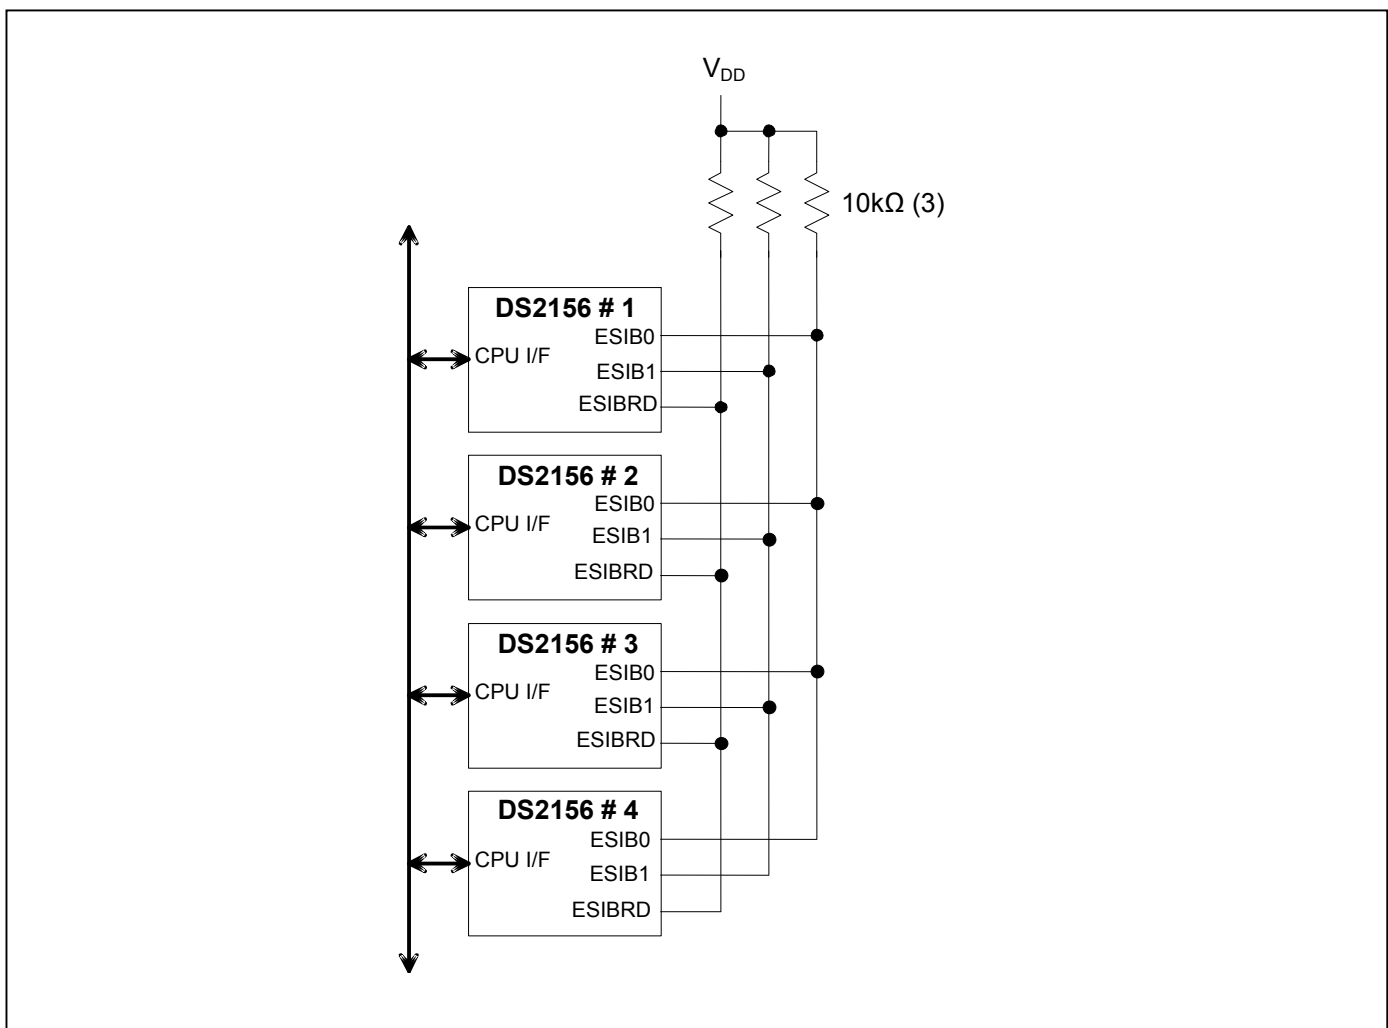 V_DD
10kΩ (3)
DS2156 # 1
ESIB0
CPU I/F
ESIB1
ESIBRD
DS2156 # 2
ESIB0
CPU I/F
ESIB1
ESIBRD
DS2156 # 3
ESIB0
CPU I/F
ESIB1
ESIBRD
DS2156 # 4
ESIB0
CPU I/F
ESIB1
ESIBRD